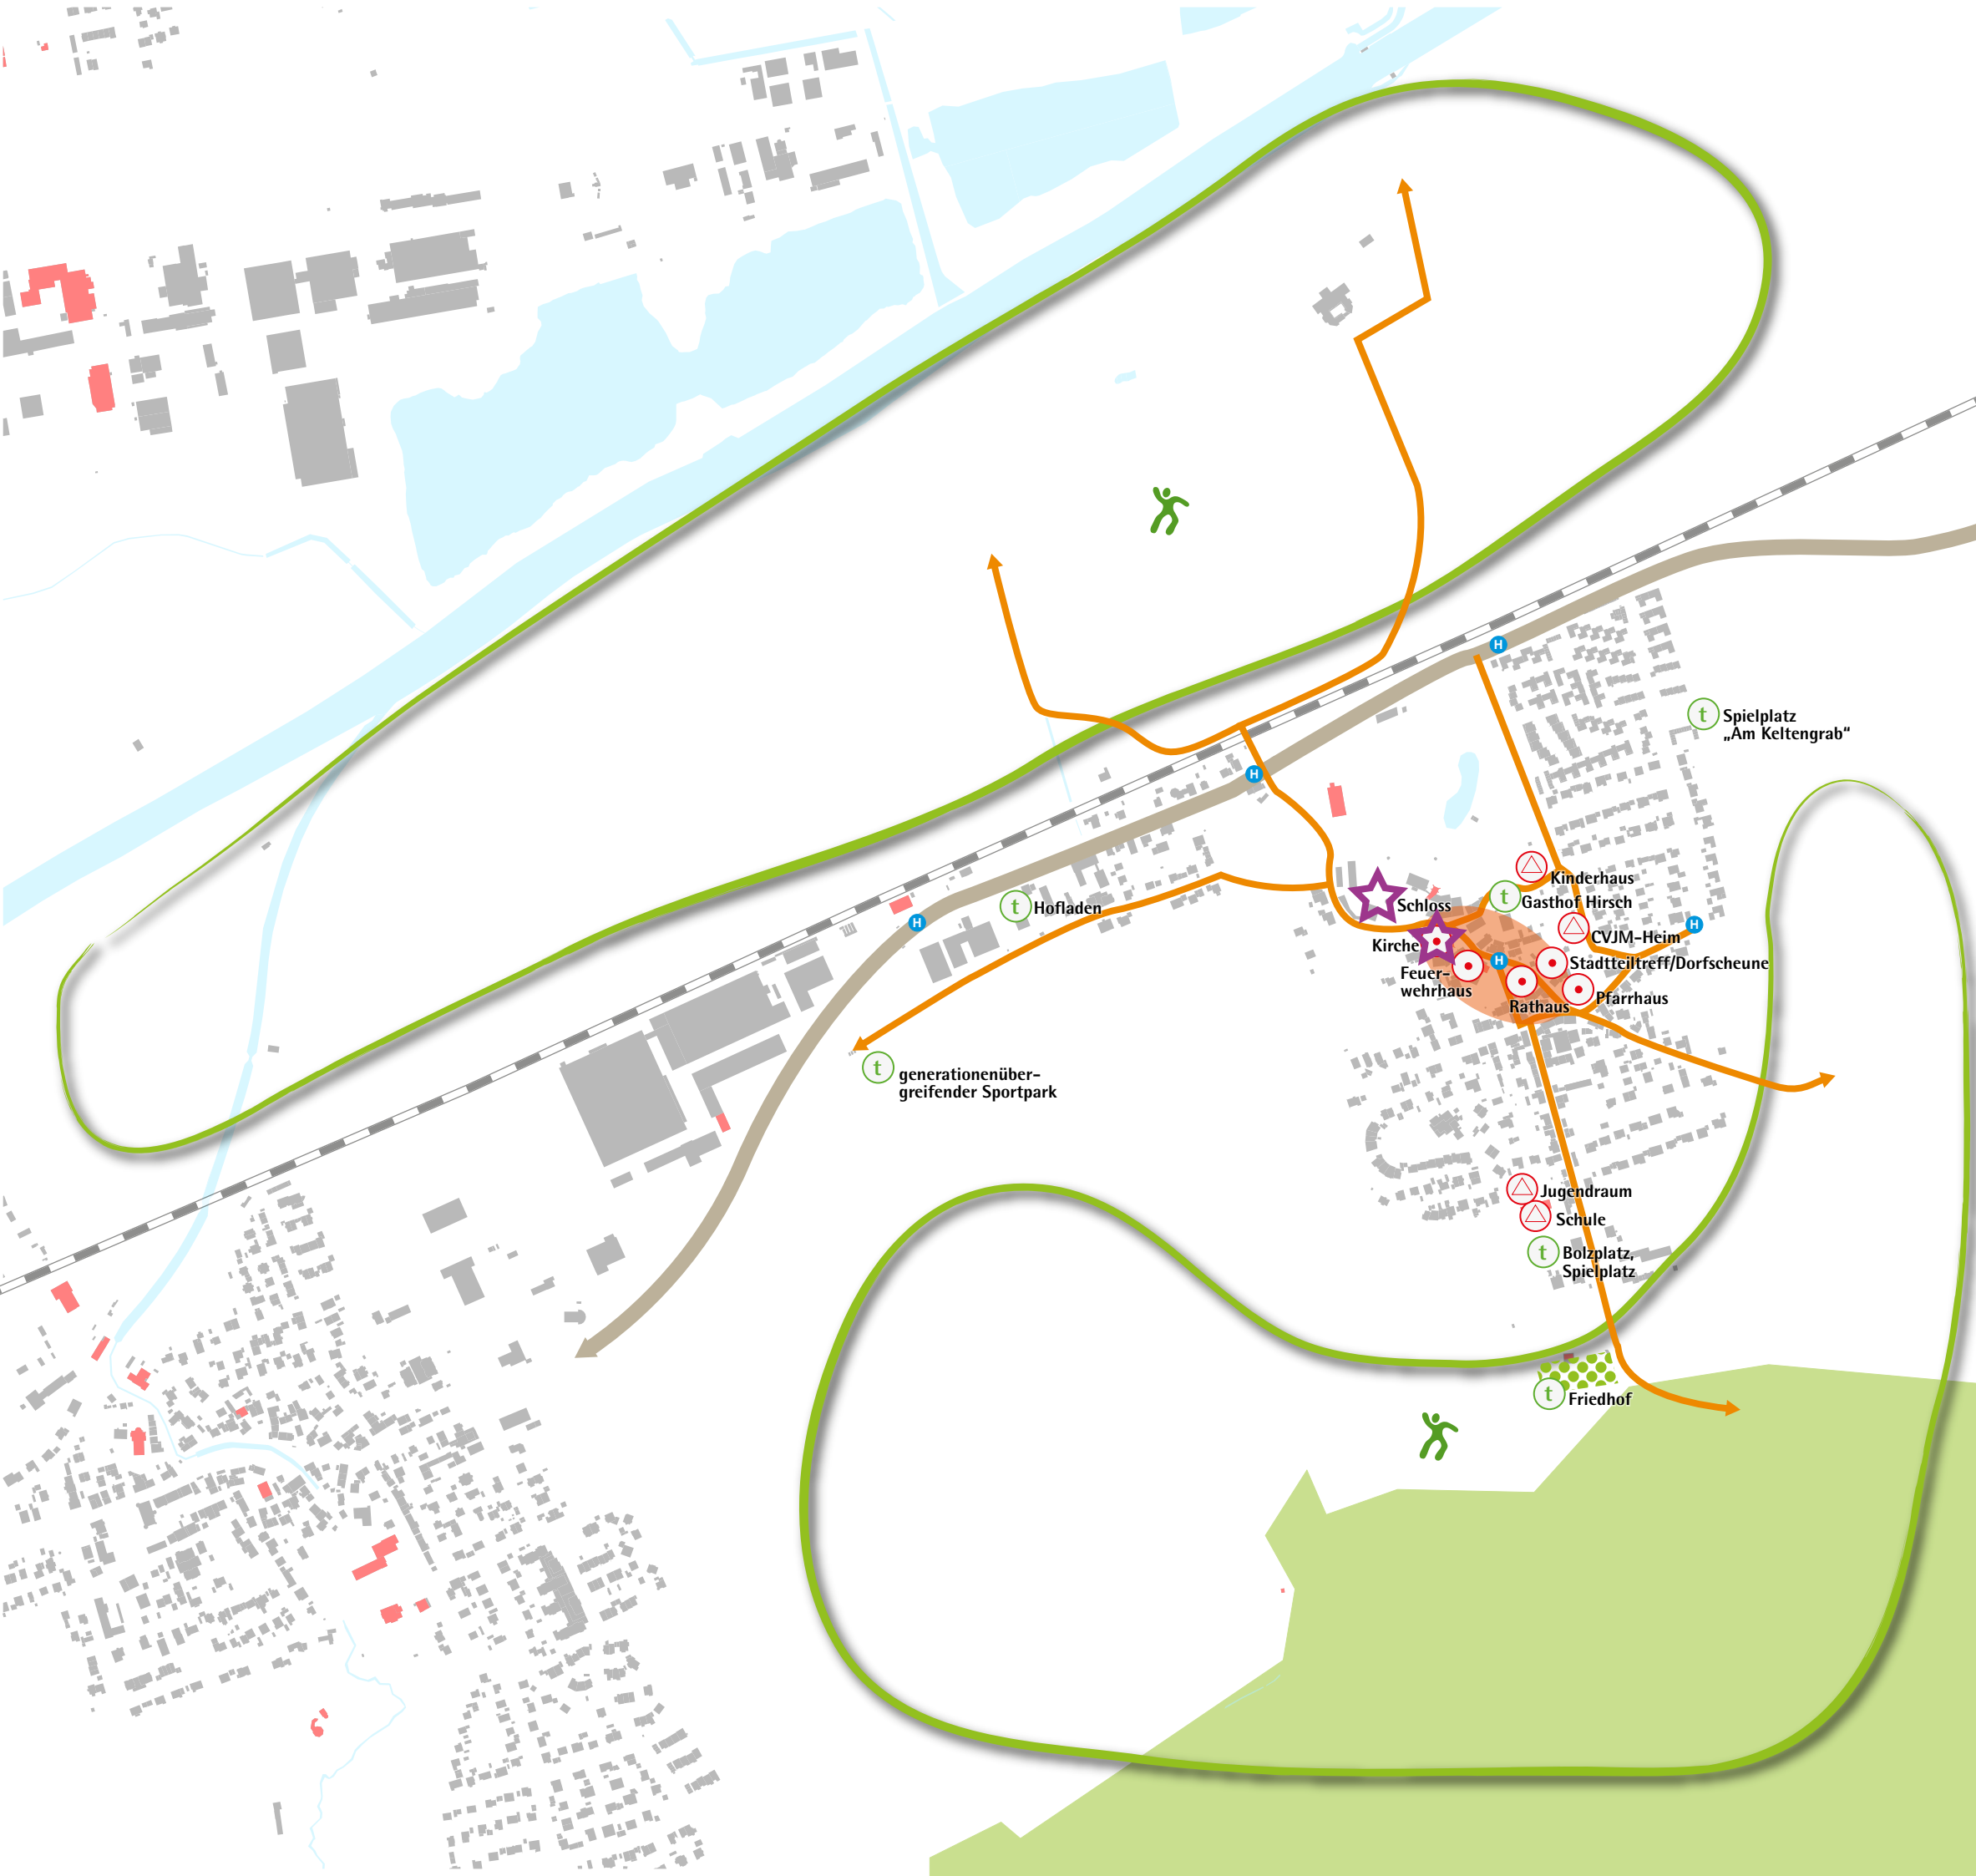 H
Spielplatz
t
„Am Keltengrab“
H
Kinderhaus
t
Gasthof Hirsch
Schloss
t
Hofladen
H
H
CVJM-Heim
Kirche
H
Stadtteiltreff/Dorfscheune
Feuer-
wehrhaus
Pfarrhaus
Rathaus
t
generationenüber-
greifender Sportpark
Jugendraum
Schule
t
Bolzplatz,
Spielplatz
t
Friedhof